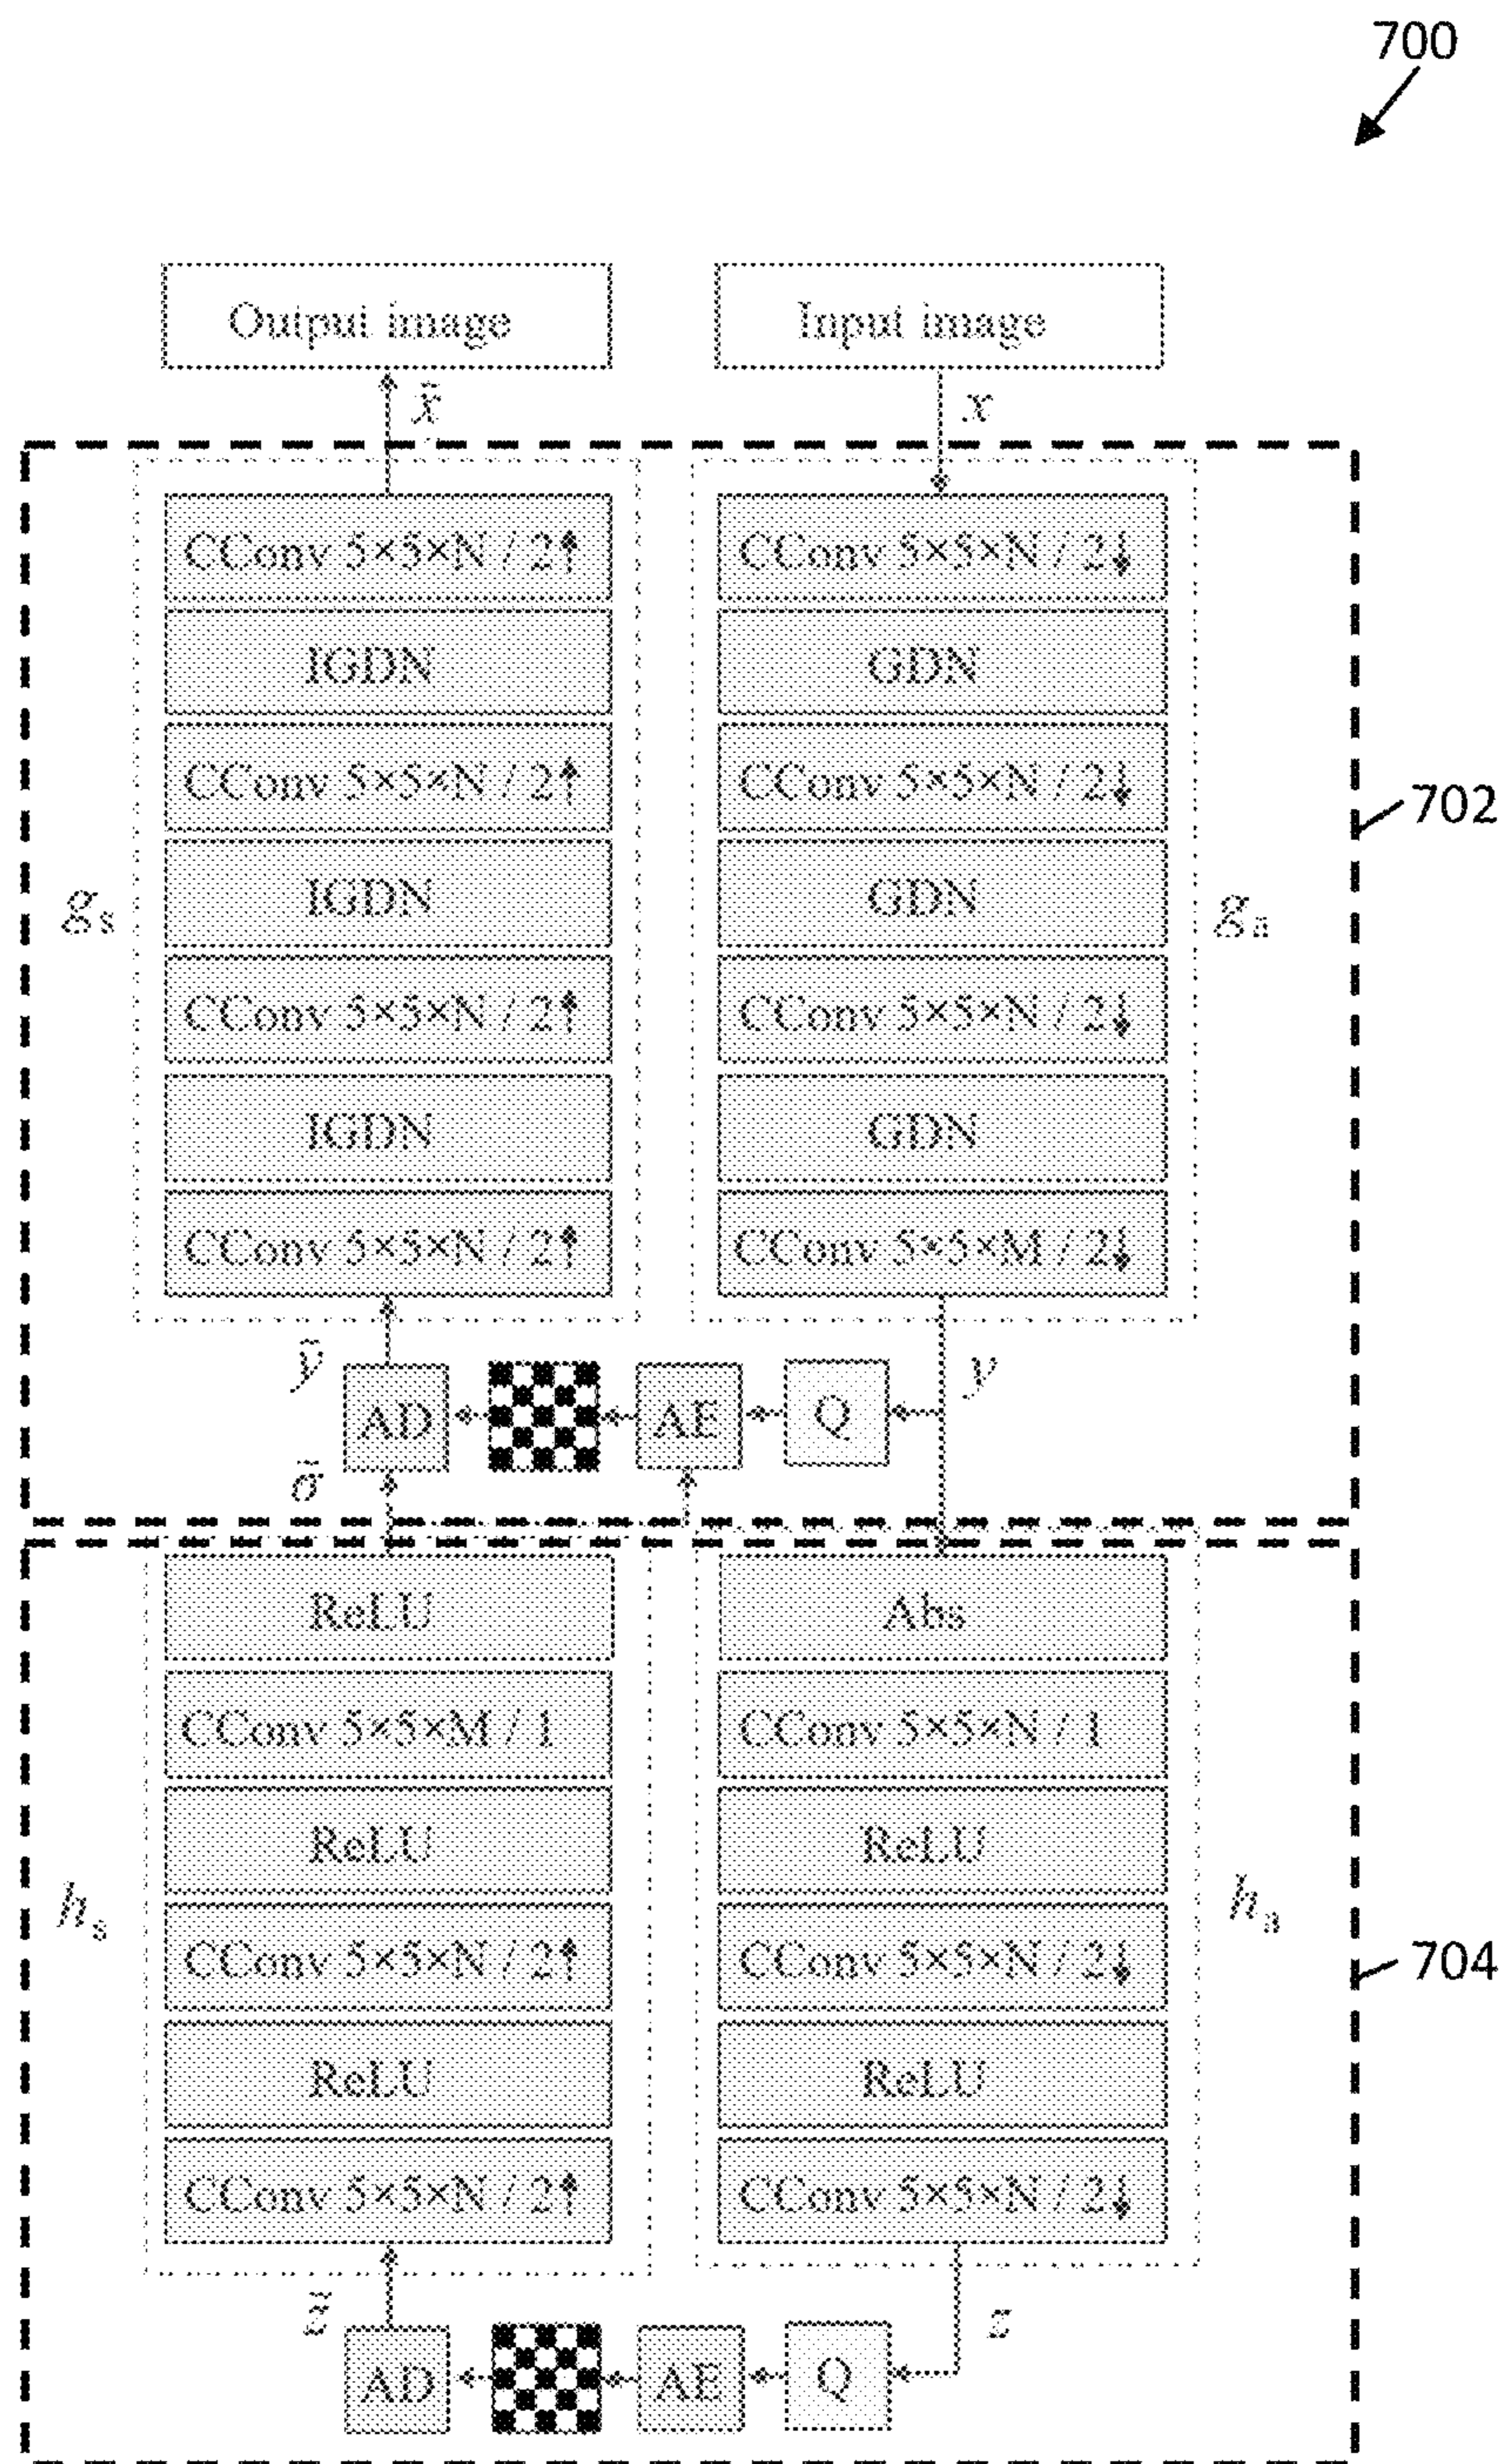 700
Output image
Input image
x̃
x
CConv 5×5×N / 2↑
CConv 5×5×N / 2↓
IGDN
GDN
CConv 5×5×N / 2↑
CConv 5×5×N / 2↓
702
IGDN
GDN
gs
ga
CConv 5×5×N / 2↑
CConv 5×5×N / 2↓
IGDN
GDN
CConv 5×5×N / 2↑
CConv 5×5×M / 2↓
ỹ
y
AD
AE
Q
σ̃
ReLU
Abs
CConv 5×5×M / 1
CConv 5×5×N / 1
ReLU
ReLU
hs
ha
CConv 5×5×N / 2↑
CConv 5×5×N / 2↓
704
ReLU
ReLU
CConv 5×5×N / 2↑
CConv 5×5×N / 2↓
z̃
z
AD
AE
Q